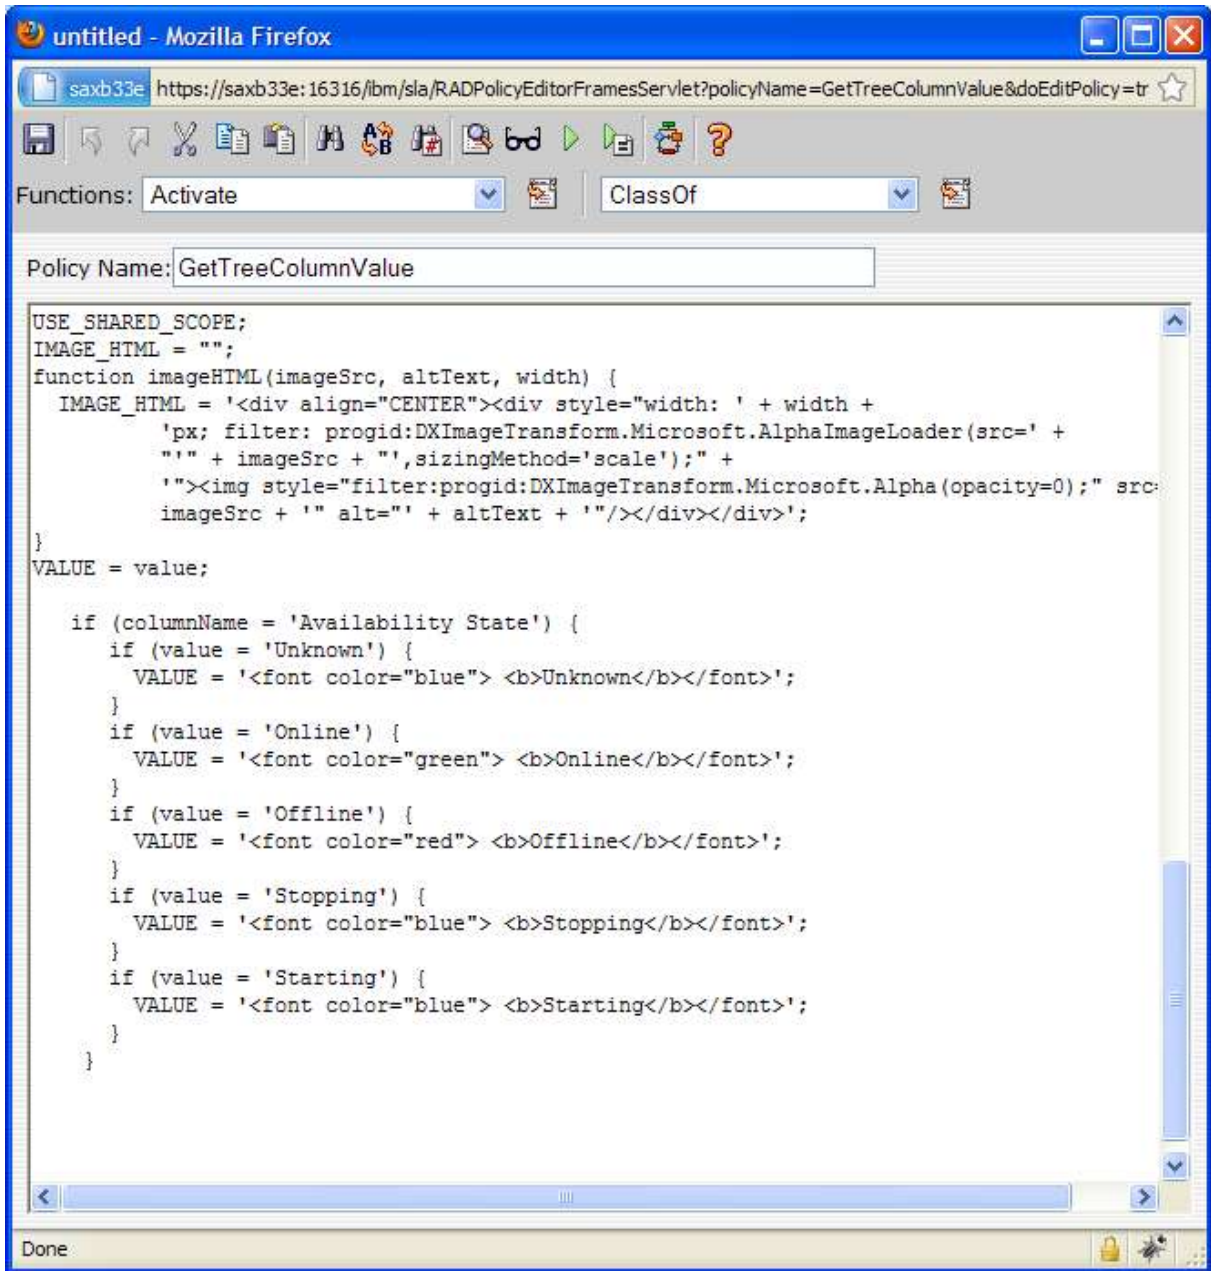 untitled - Mozilla Firefox
saxb33e https://saxb33e:16316/ibm/sla/RADPolicyEditorFramesServlet?policyName=GetTreeColumnValue&doEditPolicy=tr
Functions: Activate ClassOf
Policy Name: GetTreeColumnValue
USE_SHARED_SCOPE;
IMAGE_HTML = "";
function imageHTML(imageSrc, altText, width) {
IMAGE_HTML = '<div align="CENTER"><div style="width: ' + width +
'px; filter: progid:DXImageTransform.Microsoft.AlphaImageLoader(src=' +
"'" + imageSrc + "',sizingMethod='scale');" +
'"><img style="filter:progid:DXImageTransform.Microsoft.Alpha(opacity=0);" src=
imageSrc + '" alt="' + altText + '"/></div></div>';
}
VALUE = value;
if (columnName = 'Availability State') {
if (value = 'Unknown') {
VALUE = '<font color="blue"> <b>Unknown</b></font>';
}
if (value = 'Online') {
VALUE = '<font color="green"> <b>Online</b></font>';
}
if (value = 'Offline') {
VALUE = '<font color="red"> <b>Offline</b></font>';
}
if (value = 'Stopping') {
VALUE = '<font color="blue"> <b>Stopping</b></font>';
}
if (value = 'Starting') {
VALUE = '<font color="blue"> <b>Starting</b></font>';
}
}
Done